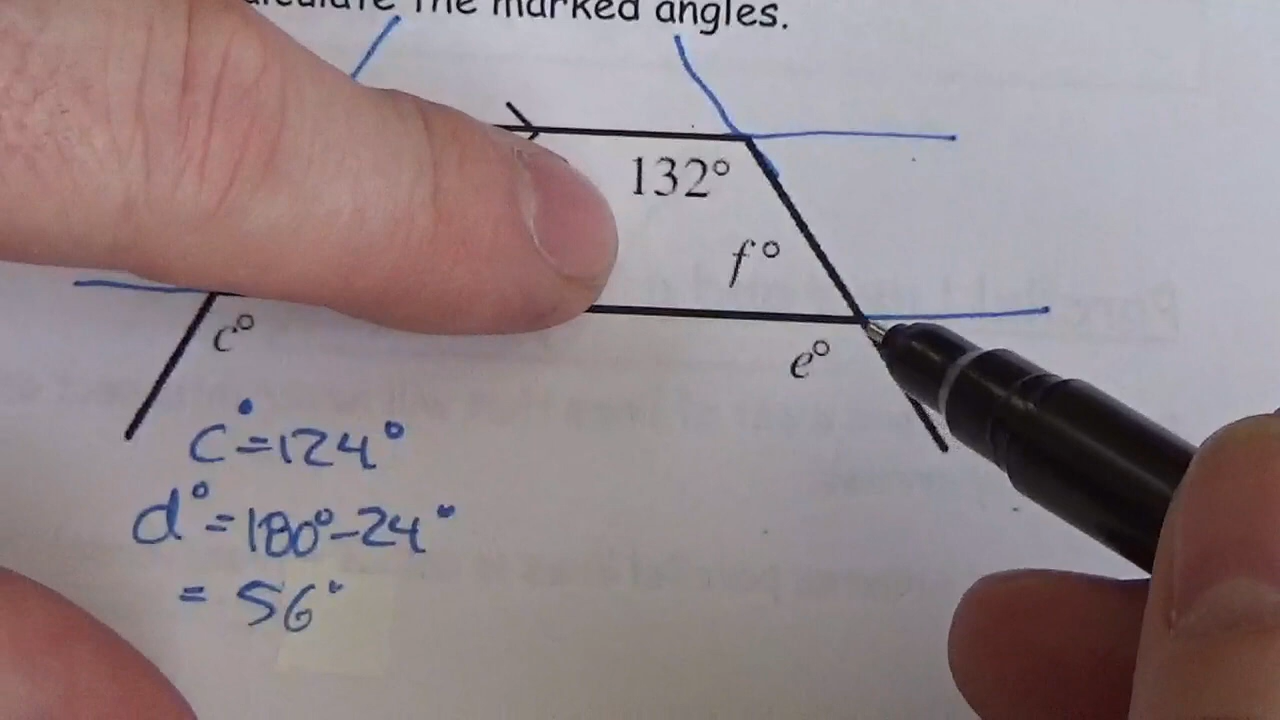 the marked angles.
132°
f°
c°
e°
c°=124°
d°=180°-24°
= 56°